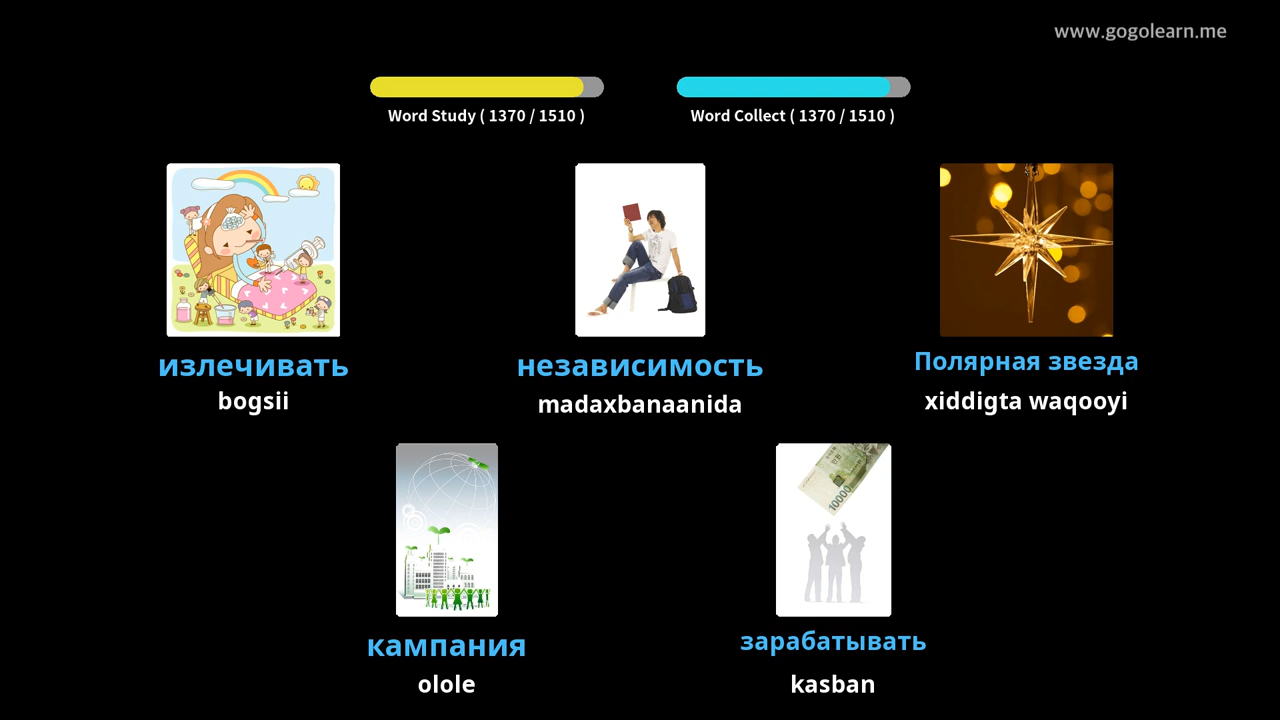 www.gogolearn.me
Word Study ( 1370 / 1510 )
Word Collect ( 1370 / 1510 )
излечивать
bogsii
независимость
madaxbanaanida
Полярная звезда
xiddigta waqooyi
10000
кампания
olole
зарабатывать
kasban